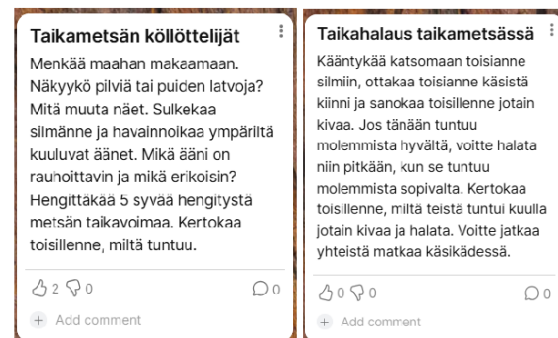 Taikametsän köllöttelijät
Menkää maahan makaamaan.
Näkyykö pilviä tai puiden latvoja?
Mitä muuta näet. Sulkekaa
silmänne ja havainnoikaa ympäriltä
kuuluvat äänet. Mikä ääni on
rauhoittavin ja mikä erikoisin?
Hengittäkää 5 syvää hengitystä
metsän taikavoimaa. Kertokaa
toisillenne, miltä tuntuu.
2 0 0
Add comment
Taikahalaus taikametsässä
Kääntykää katsomaan toisianne
silmiin, ottakaa toisianne käsistä
kiinni ja sanokaa toisillenne jotain
kivaa. Jos tänään tuntuu
molemmista hyvältä, voitte halata
niin pitkään, kun se tuntuu
molemmista sopivalta. Kertokaa
toisillenne, miltä teistä tuntui kuulla
jotain kivaa ja halata. Voitte jatkaa
yhteistä matkaa käsikädessä.
0 0 0
Add comment